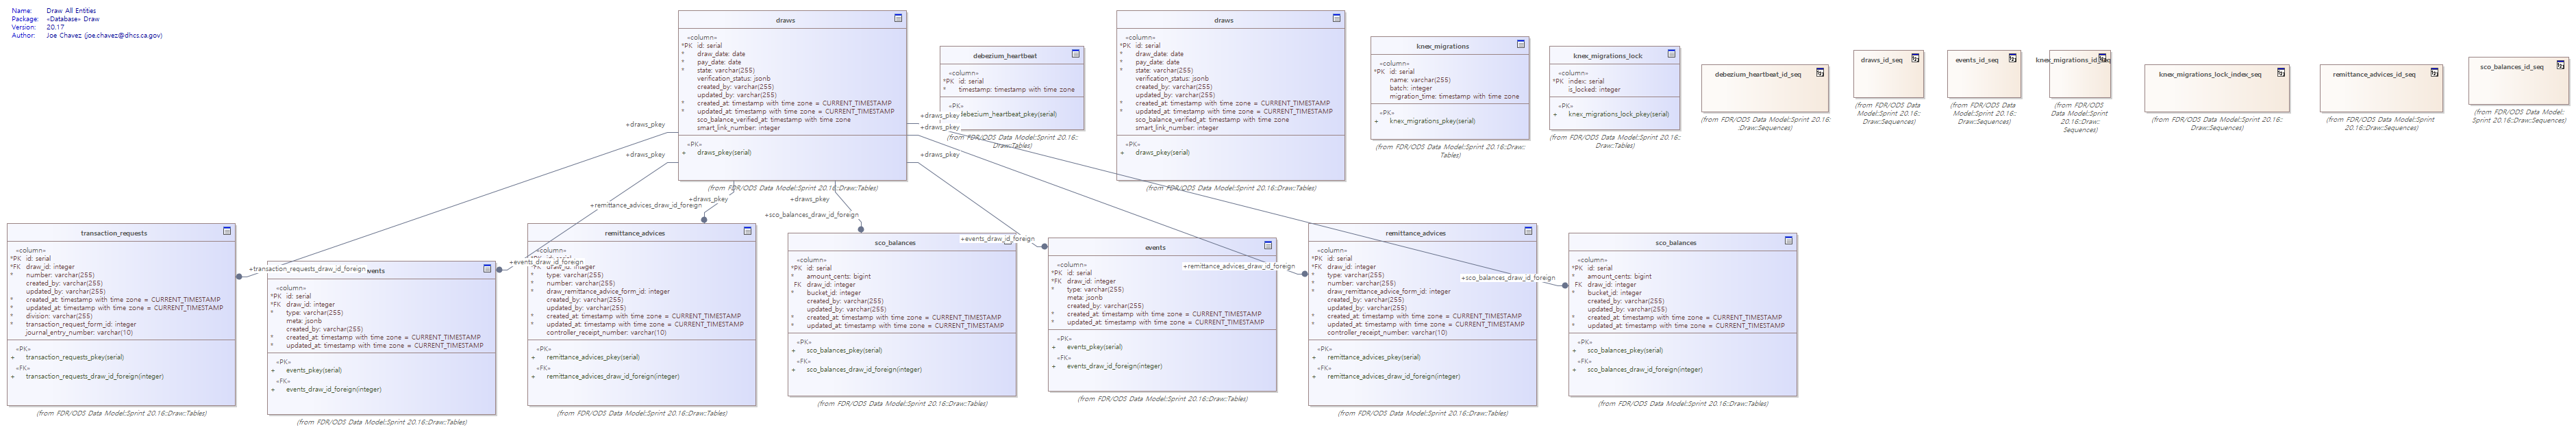 Name: Draw All Entities
Package: «Database» Draw
Version: 20.17
Author: Joe Chavez (joe.chavez@dhcs.ca.gov)
draws
«column»
*PK id: serial
* draw_date: date
* pay_date: date
* state: varchar(255)
verification_status: jsonb
created_by: varchar(255)
updated_by: varchar(255)
* created_at: timestamp with time zone = CURRENT_TIMESTAMP
* updated_at: timestamp with time zone = CURRENT_TIMESTAMP
sco_balance_verified_at: timestamp with time zone
smart_link_number: integer
«PK»
+ draws_pkey(serial)
(from FDR/ODS Data Model::Sprint 20.16::Draw::Tables)
debezium_heartbeat
«column»
*PK id: serial
* timestamp: timestamp with time zone
«PK»
debezium_heartbeat_pkey(serial)
(from FDR/ODS Data Model::Sprint 20.16::
Draw::Tables)
draws
«column»
*PK id: serial
* draw_date: date
* pay_date: date
* state: varchar(255)
verification_status: jsonb
created_by: varchar(255)
updated_by: varchar(255)
* created_at: timestamp with time zone = CURRENT_TIMESTAMP
* updated_at: timestamp with time zone = CURRENT_TIMESTAMP
sco_balance_verified_at: timestamp with time zone
smart_link_number: integer
«PK»
+ draws_pkey(serial)
(from FDR/ODS Data Model::Sprint 20.16::Draw::Tables)
knex_migrations
«column»
*PK id: serial
name: varchar(255)
batch: integer
migration_time: timestamp with time zone
«PK»
+ knex_migrations_pkey(serial)
(from FDR/ODS Data Model::Sprint 20.16::Draw::
Tables)
knex_migrations_lock
«column»
*PK index: serial
is_locked: integer
«PK»
+ knex_migrations_lock_pkey(serial)
(from FDR/ODS Data Model::Sprint 20.16::
Draw::Tables)
debezium_heartbeat_id_seq
(from FDR/ODS Data Model::Sprint 20.16::
Draw::Sequences)
draws_id_seq
(from FDR/ODS Data
Model::Sprint 20.16::
Draw::Sequences)
events_id_seq
(from FDR/ODS Data
Model::Sprint 20.16::
Draw::Sequences)
knex_migrations_id_seq
(from FDR/ODS
Data Model::Sprint
20.16::Draw::
Sequences)
knex_migrations_lock_index_seq
(from FDR/ODS Data Model::Sprint 20.16::
Draw::Sequences)
remittance_advices_id_seq
(from FDR/ODS Data Model::Sprint
20.16::Draw::Sequences)
sco_balances_id_seq
(from FDR/ODS Data Model::
Sprint 20.16::Draw::Sequences)
+draws_pkey
+draws_pkey
+draws_pkey
+draws_pkey
+draws_pkey
+draws_pkey
+draws_pkey
+remittance_advices_draw_id_foreign
+sco_balances_draw_id_foreign
+events_draw_id_foreign
+transaction_requests_draw_id_foreign
+events_draw_id_foreign
+remittance_advices_draw_id_foreign
+sco_balances_draw_id_foreign
transaction_requests
«column»
*PK id: serial
*FK draw_id: integer
* number: varchar(255)
created_by: varchar(255)
updated_by: varchar(255)
* created_at: timestamp with time zone = CURRENT_TIMESTAMP
* updated_at: timestamp with time zone = CURRENT_TIMESTAMP
* division: varchar(255)
* transaction_request_form_id: integer
journal_entry_number: varchar(10)
«PK»
+ transaction_requests_pkey(serial)
«FK»
+ transaction_requests_draw_id_foreign(integer)
(from FDR/ODS Data Model::Sprint 20.16::Draw::Tables)
events
«column»
*PK id: serial
*FK draw_id: integer
* type: varchar(255)
meta: jsonb
created_by: varchar(255)
* created_at: timestamp with time zone = CURRENT_TIMESTAMP
* updated_at: timestamp with time zone = CURRENT_TIMESTAMP
«PK»
+ events_pkey(serial)
«FK»
+ events_draw_id_foreign(integer)
(from FDR/ODS Data Model::Sprint 20.16::Draw::Tables)
remittance_advices
«column»
*PK id: serial
*FK draw_id: integer
* type: varchar(255)
* number: varchar(255)
* draw_remittance_advice_form_id: integer
created_by: varchar(255)
updated_by: varchar(255)
* created_at: timestamp with time zone = CURRENT_TIMESTAMP
* updated_at: timestamp with time zone = CURRENT_TIMESTAMP
controller_receipt_number: varchar(10)
«PK»
+ remittance_advices_pkey(serial)
«FK»
+ remittance_advices_draw_id_foreign(integer)
(from FDR/ODS Data Model::Sprint 20.16::Draw::Tables)
sco_balances
«column»
*PK id: serial
* amount_cents: bigint
FK draw_id: integer
* bucket_id: integer
created_by: varchar(255)
updated_by: varchar(255)
* created_at: timestamp with time zone = CURRENT_TIMESTAMP
* updated_at: timestamp with time zone = CURRENT_TIMESTAMP
«PK»
+ sco_balances_pkey(serial)
«FK»
+ sco_balances_draw_id_foreign(integer)
(from FDR/ODS Data Model::Sprint 20.16::Draw::Tables)
events
«column»
*PK id: serial
*FK draw_id: integer
* type: varchar(255)
meta: jsonb
created_by: varchar(255)
* created_at: timestamp with time zone = CURRENT_TIMESTAMP
* updated_at: timestamp with time zone = CURRENT_TIMESTAMP
«PK»
+ events_pkey(serial)
«FK»
+ events_draw_id_foreign(integer)
(from FDR/ODS Data Model::Sprint 20.16::Draw::Tables)
remittance_advices
«column»
*PK id: serial
*FK draw_id: integer
* type: varchar(255)
* number: varchar(255)
* draw_remittance_advice_form_id: integer
created_by: varchar(255)
updated_by: varchar(255)
* created_at: timestamp with time zone = CURRENT_TIMESTAMP
* updated_at: timestamp with time zone = CURRENT_TIMESTAMP
controller_receipt_number: varchar(10)
«PK»
+ remittance_advices_pkey(serial)
«FK»
+ remittance_advices_draw_id_foreign(integer)
(from FDR/ODS Data Model::Sprint 20.16::Draw::Tables)
sco_balances
«column»
*PK id: serial
* amount_cents: bigint
FK draw_id: integer
* bucket_id: integer
created_by: varchar(255)
updated_by: varchar(255)
* created_at: timestamp with time zone = CURRENT_TIMESTAMP
* updated_at: timestamp with time zone = CURRENT_TIMESTAMP
«PK»
+ sco_balances_pkey(serial)
«FK»
+ sco_balances_draw_id_foreign(integer)
(from FDR/ODS Data Model::Sprint 20.16::Draw::Tables)